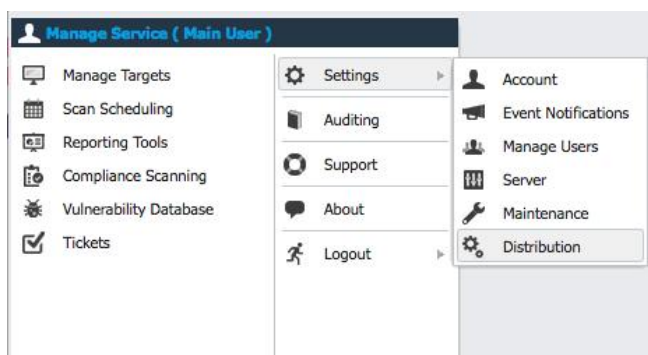 Manage Service ( Main User )
Manage Targets
Scan Scheduling
Reporting Tools
Compliance Scanning
Vulnerability Database
Tickets
Settings
Auditing
Support
About
Logout
Account
Event Notifications
Manage Users
Server
Maintenance
Distribution